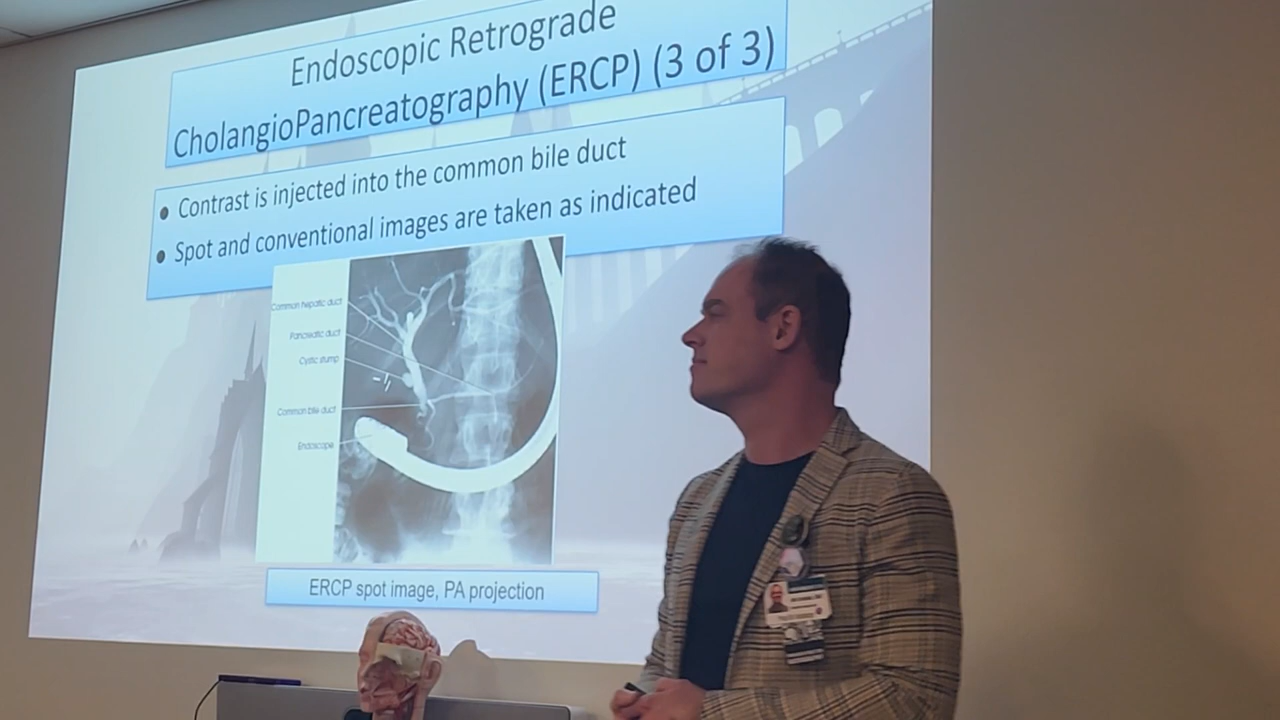 Endoscopic Retrograde
CholangioPancreatography (ERCP) (3 of 3)
• Contrast is injected into the common bile duct
• Spot and conventional images are taken as indicated
Common hepatic duct
Pancreatic duct
Cystic stump
Common bile duct
Endoscope
ERCP spot image, PA projection